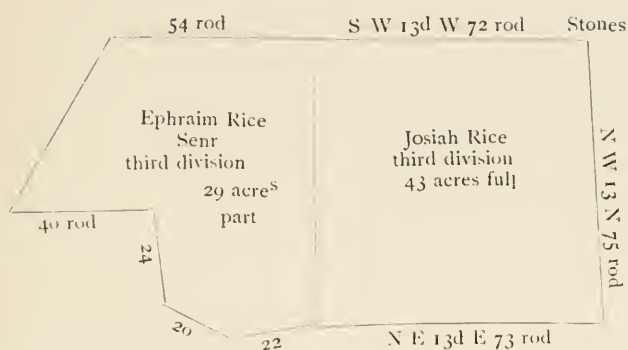 54 rod
S W 13d W 72 rod
Stones
Ephraim Rice
Senr
third division
29 acres
part
Josiah Rice
third division
43 acres full
N W 13 N 75 rod
40 rod
24
20
22
N E 13d E 73 rod